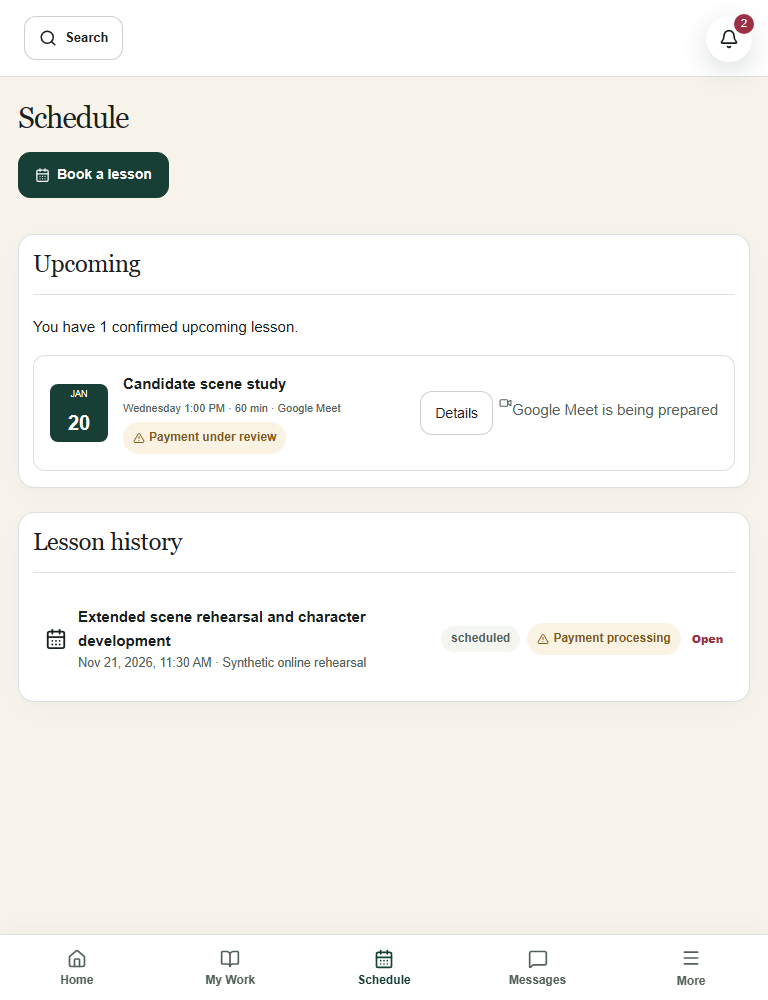 Search
2
Schedule
Book a lesson
Upcoming
You have 1 confirmed upcoming lesson.
JAN
20
Candidate scene study
Wednesday 1:00 PM · 60 min · Google Meet
Payment under review
Details
Google Meet is being prepared
Lesson history
Extended scene rehearsal and character
development
Nov 21, 2026, 11:30 AM · Synthetic online rehearsal
scheduled
Payment processing
Open
Home
My Work
Schedule
Messages
More